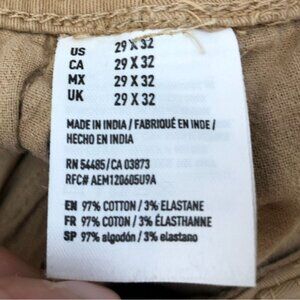 US 29 X 32
CA 29 X 32
MX 29 X 32
UK 29 X 32
MADE IN INDIA / FABRIQUÉ EN INDE /
HECHO EN INDIA
RN 54485/CA 03873
RFC# AEM120605U9A
EN 97% COTTON / 3% ELASTANE
FR 97% COTON / 3% ÉLASTHANNE
SP 97% algodón / 3% elastano